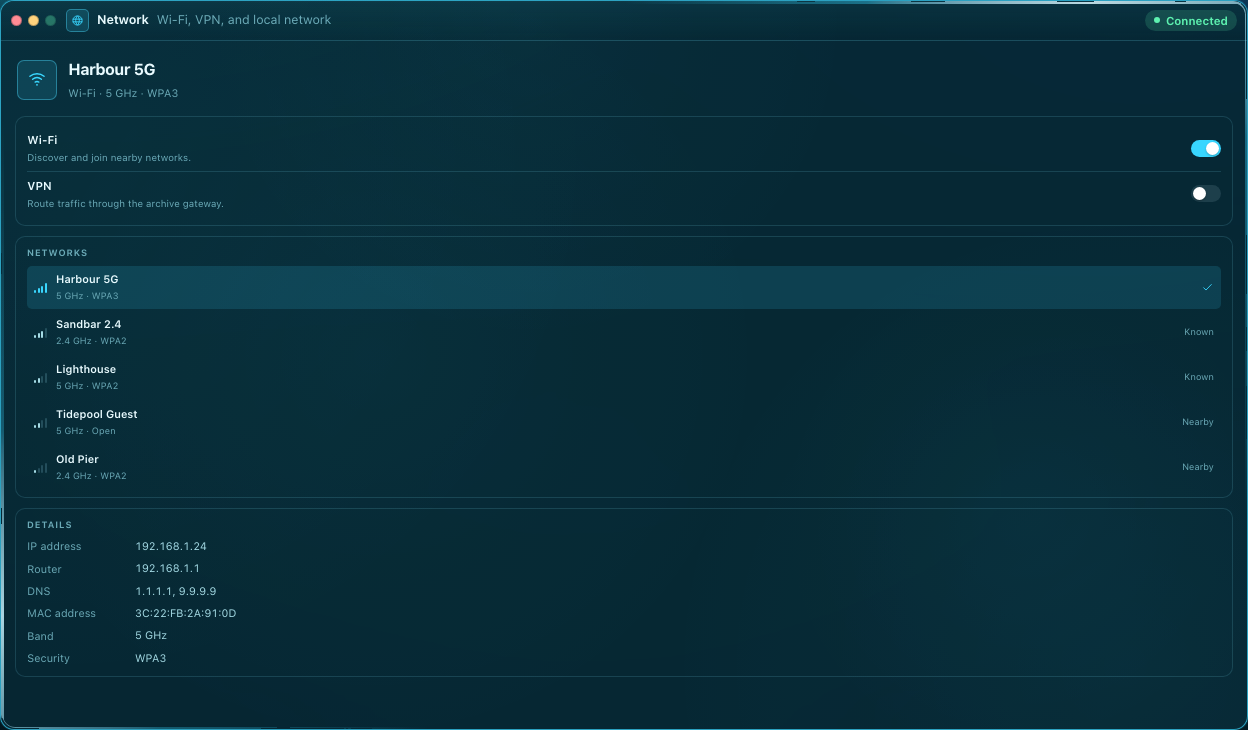 Network Wi-Fi, VPN, and local network
Connected
Harbour 5G
Wi-Fi · 5 GHz · WPA3
Wi-Fi
Discover and join nearby networks.
VPN
Route traffic through the archive gateway.
NETWORKS
Harbour 5G
5 GHz · WPA3
Sandbar 2.4
2.4 GHz · WPA2
Known
Lighthouse
5 GHz · WPA2
Known
Tidepool Guest
5 GHz · Open
Nearby
Old Pier
2.4 GHz · WPA2
Nearby
DETAILS
IP address 192.168.1.24
Router 192.168.1.1
DNS 1.1.1.1, 9.9.9.9
MAC address 3C:22:FB:2A:91:0D
Band 5 GHz
Security WPA3